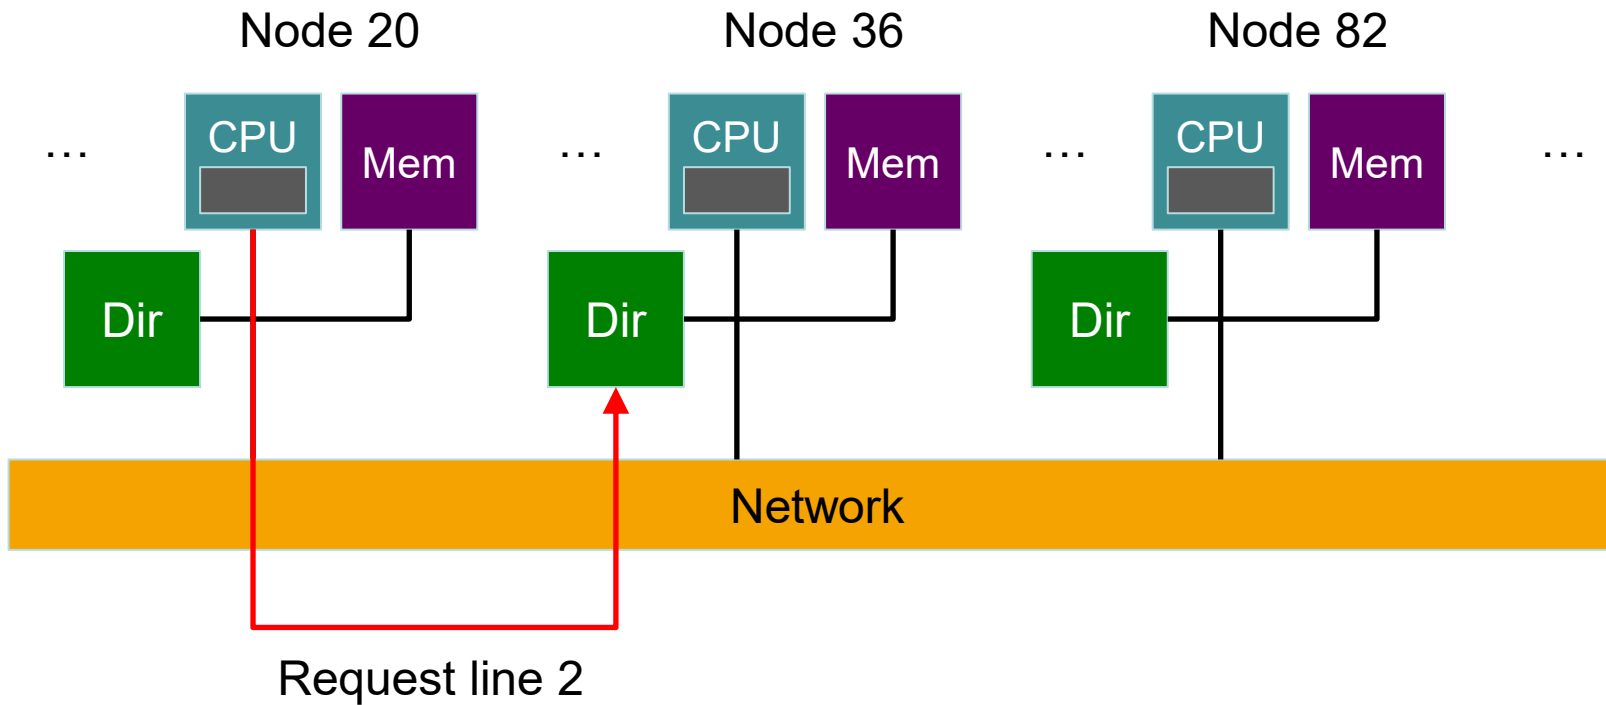 Node 20
Node 36
Node 82
... CPU Mem ... CPU Mem ... CPU Mem ...
Dir Dir Dir
Network
Request line 2